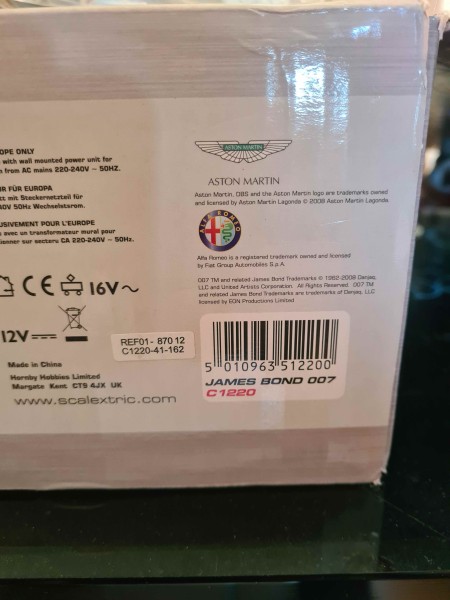 OPE ONLY
with wall mounted power unit for
n from AC mains 220-240V ~ 50HZ.
UR FÜR EUROPA
zt mit Steckernetzteil für
40V 50Hz Wechselstrom.
LUSIVEMENT POUR L'EUROPE
avec un transformateur mural pour
tionner sur secteru CA 220-240V ~ 50Hz.
CE 16V~
12V
Made in China
Hornby Hobbies Limited
Margate Kent CT9 4JX UK
www.scalextric.com
REF01- 870 12
C1220-41-162
ASTON MARTIN
ASTON MARTIN
Aston Martin, DBS and the Aston Martin logo are trademarks owned
and licensed by Aston Martin Lagonda © 2008 Aston Martin Lagonda
ALFA ROMEO
Alfa Romeo is a registered trademark owned and licensed
by Fiat Group Automobiles S.p.A
007 TM and related James Bond Trademarks © 1962-2008 Danjaq,
LLC and United Artists Corporation. All rights reserved. 007 TM
and related James Bond Trademarks are trademarks of Danjaq, LLC
licensed by EON Productions Limited
5 010963 512200
JAMES BOND 007
C1220